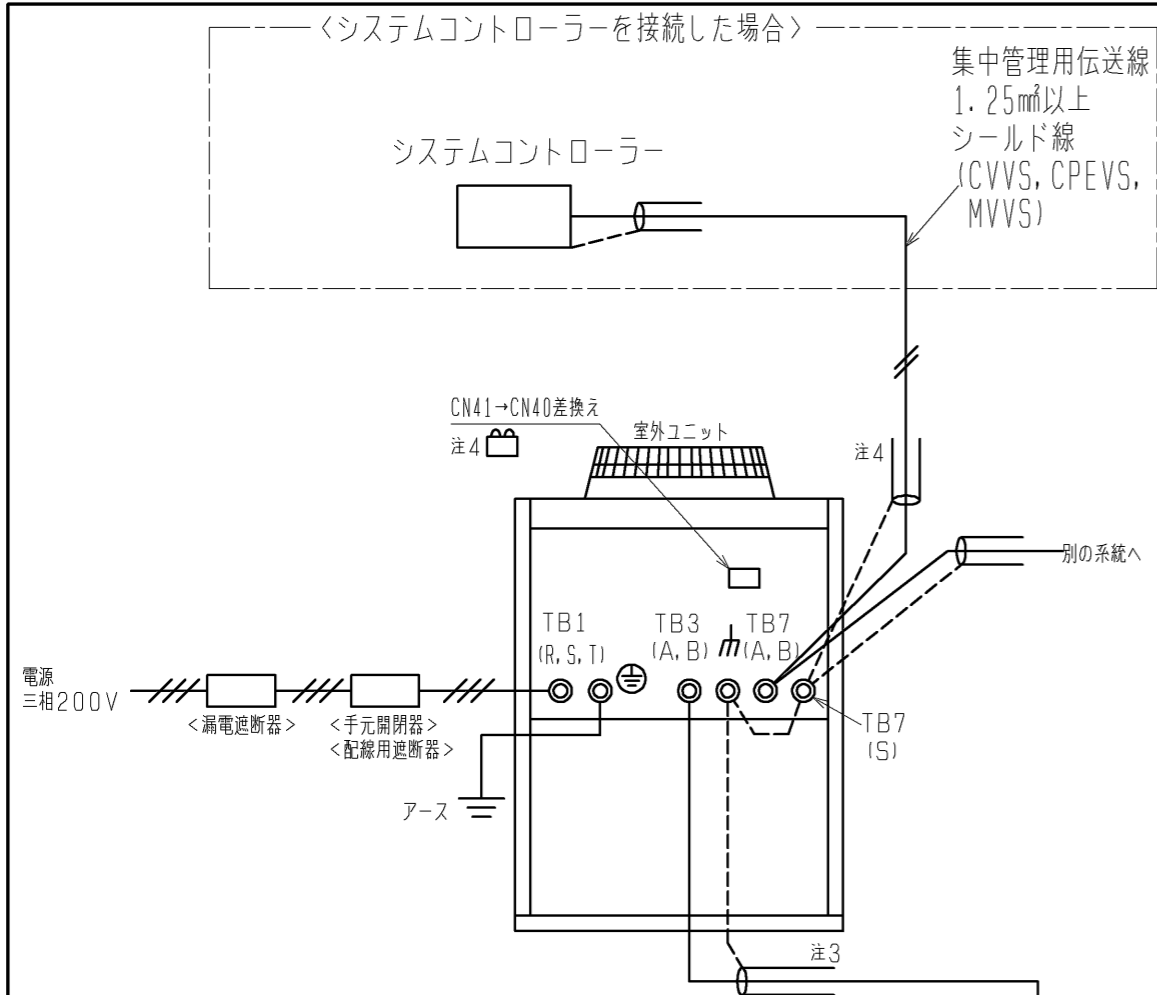 〈システムコントローラーを接続した場合〉
集中管理用伝送線
1.25㎟以上
シールド線
(CVVS, CPEVS,
MVVS)
システムコントローラー
CN41→CN40差換え
注4
室外ユニット
注4
別の系統へ
TB1
(R, S, T)
TB3
(A, B)
TB7
(A, B)
電源
三相200V
<漏電遮断器>
<手元開閉器>
<配線用遮断器>
TB7
(S)
アース
注3